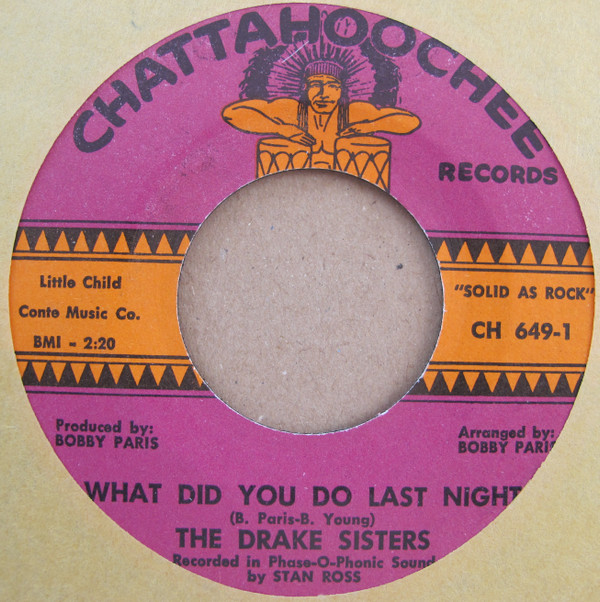 CHATTAHOOCHEE
RECORDS
Little Child
Conte Music Co.
BMI - 2:20
"SOLID AS ROCK"
CH 649-1
Produced by:
BOBBY PARIS
Arranged by:
BOBBY PARIS
WHAT DID YOU DO LAST NiGHT
(B. Paris-B. Young)
THE DRAKE SISTERS
Recorded in Phase-O-Phonic Sound
by STAN ROSS